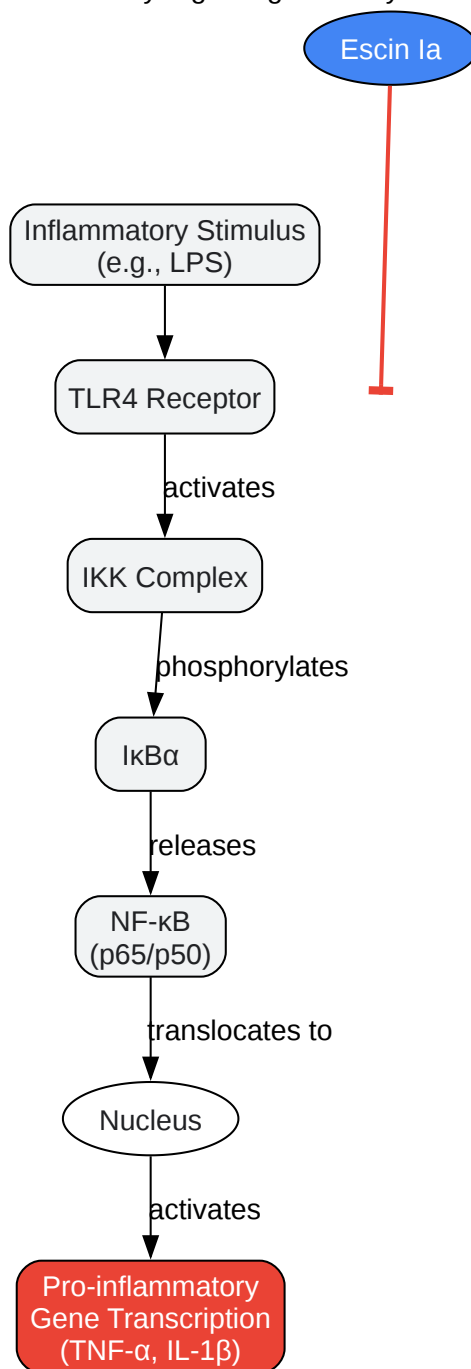 Escin Ia
Inflammatory Stimulus
(e.g., LPS)
TLR4 Receptor
activates
IKK Complex
phosphorylates
IκBα
releases
NF-κB
(p65/p50)
translocates to
Nucleus
activates
Pro-inflammatory
Gene Transcription
(TNF-α, IL-1β)